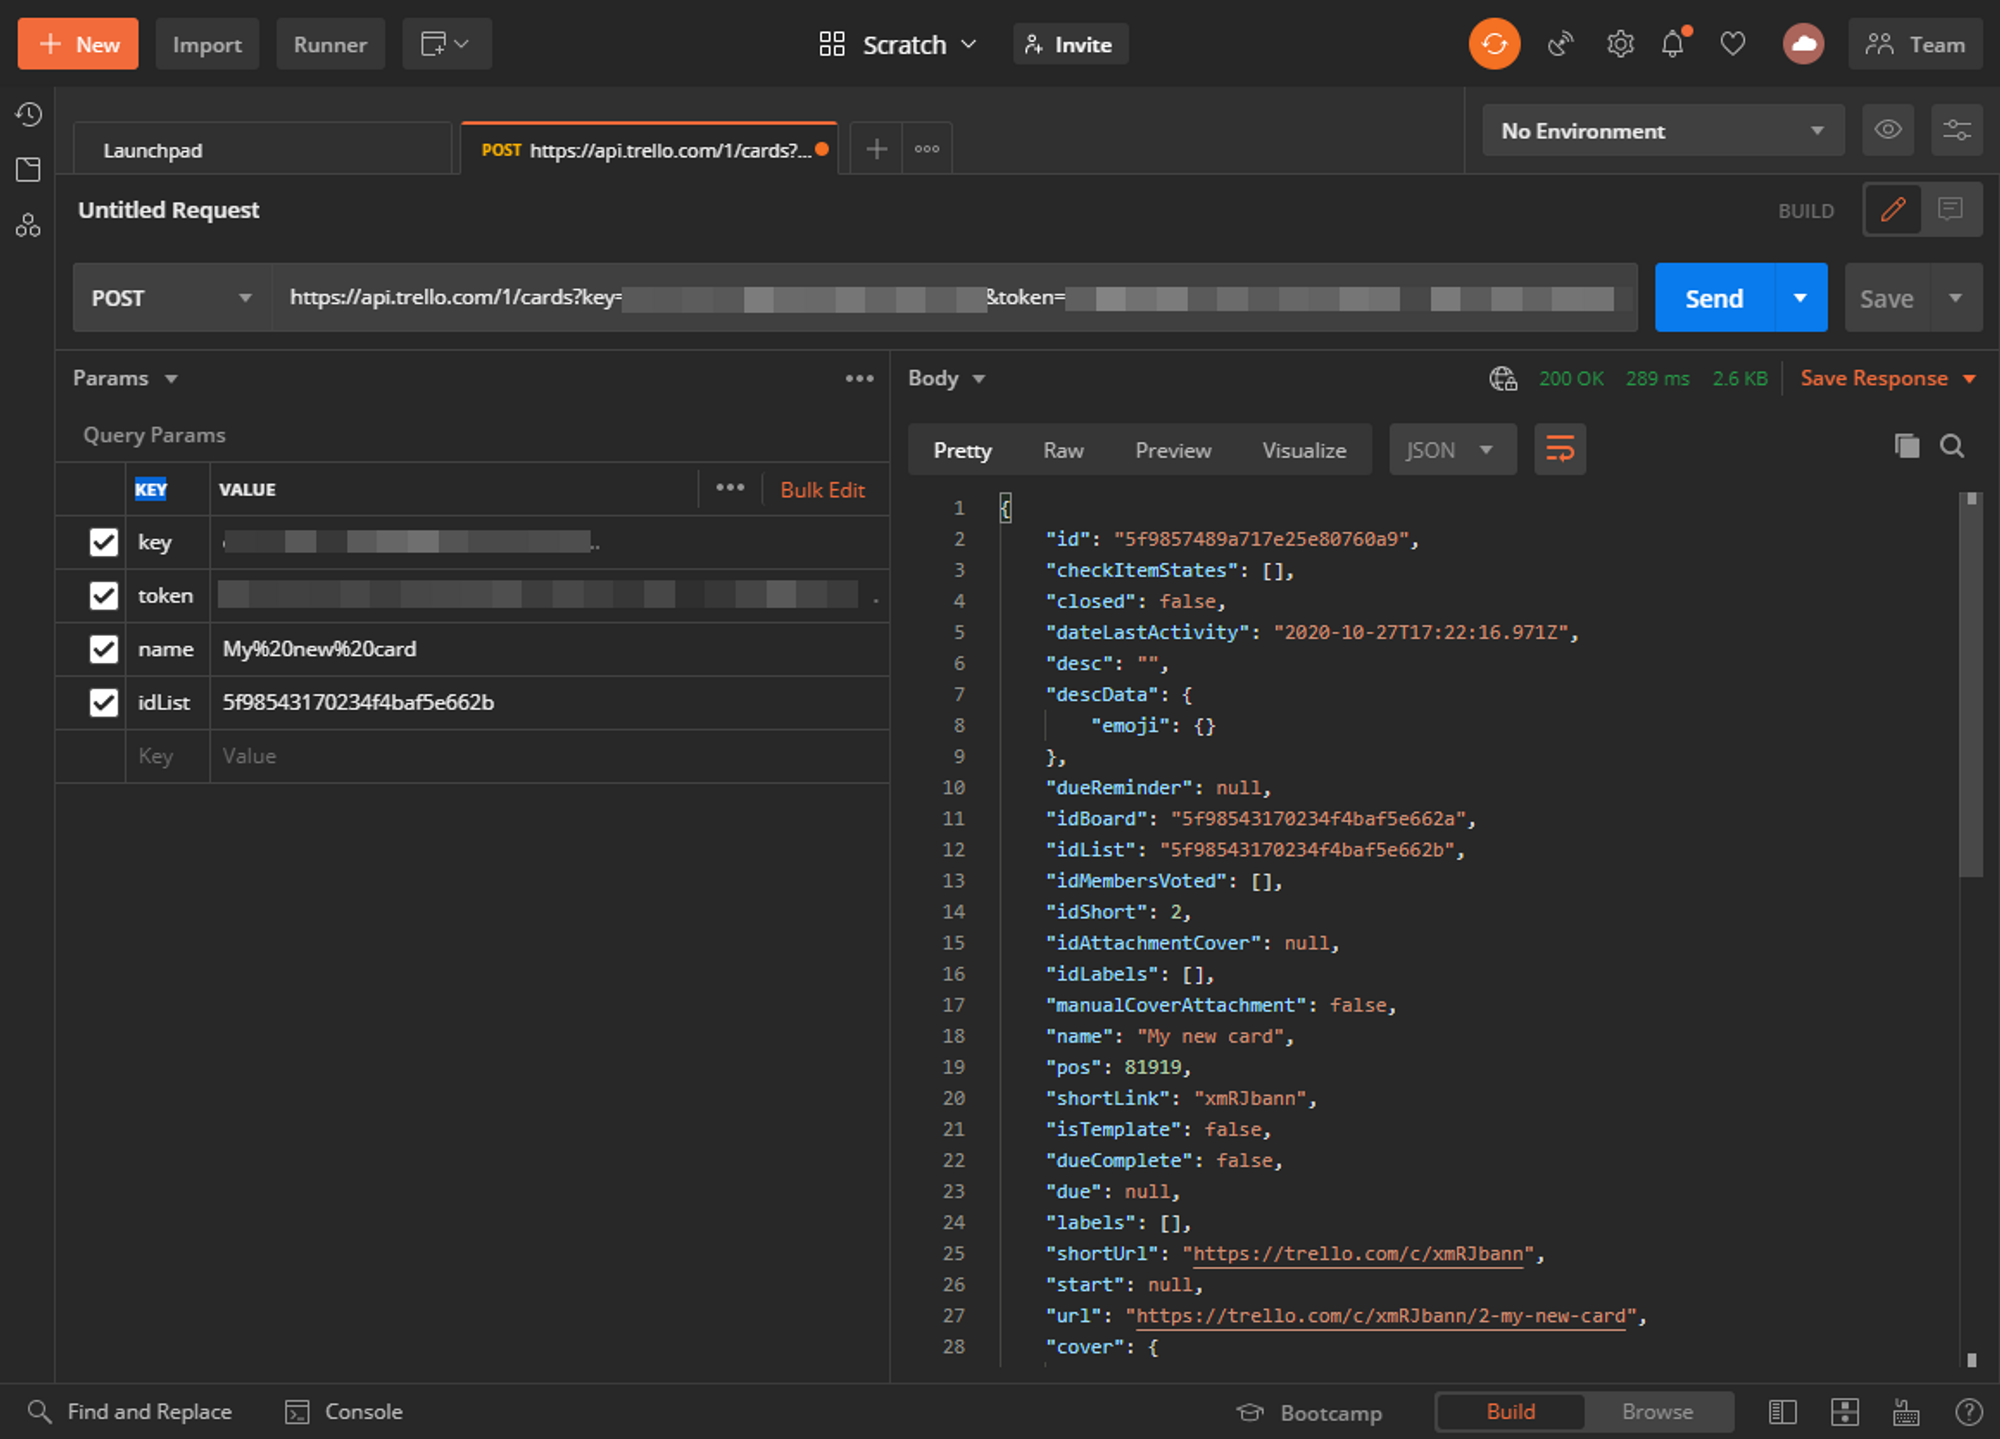 New Import Runner Scratch Invite Team
Launchpad POST https://api.trello.com/1/cards?... No Environment
Untitled Request BUILD
POST https://api.trello.com/1/cards?key= &token= Send Save
Params
Query Params
KEY VALUE Bulk Edit
key ..
token .
name My%20new%20card
idList 5f98543170234f4baf5e662b
Key Value
Body 200 OK 289 ms 2.6 KB Save Response
Pretty Raw Preview Visualize JSON
1 {
2 "id": "5f9857489a717e25e80760a9",
3 "checkItemStates": [],
4 "closed": false,
5 "dateLastActivity": "2020-10-27T17:22:16.971Z",
6 "desc": "",
7 "descData": {
8 "emoji": {}
9 },
10 "dueReminder": null,
11 "idBoard": "5f98543170234f4baf5e662a",
12 "idList": "5f98543170234f4baf5e662b",
13 "idMembersVoted": [],
14 "idShort": 2,
15 "idAttachmentCover": null,
16 "idLabels": [],
17 "manualCoverAttachment": false,
18 "name": "My new card",
19 "pos": 81919,
20 "shortLink": "xmRJbann",
21 "isTemplate": false,
22 "dueComplete": false,
23 "due": null,
24 "labels": [],
25 "shortUrl": "https://trello.com/c/xmRJbann",
26 "start": null,
27 "url": "https://trello.com/c/xmRJbann/2-my-new-card",
28 "cover": {
Find and Replace Console Bootcamp Build Browse